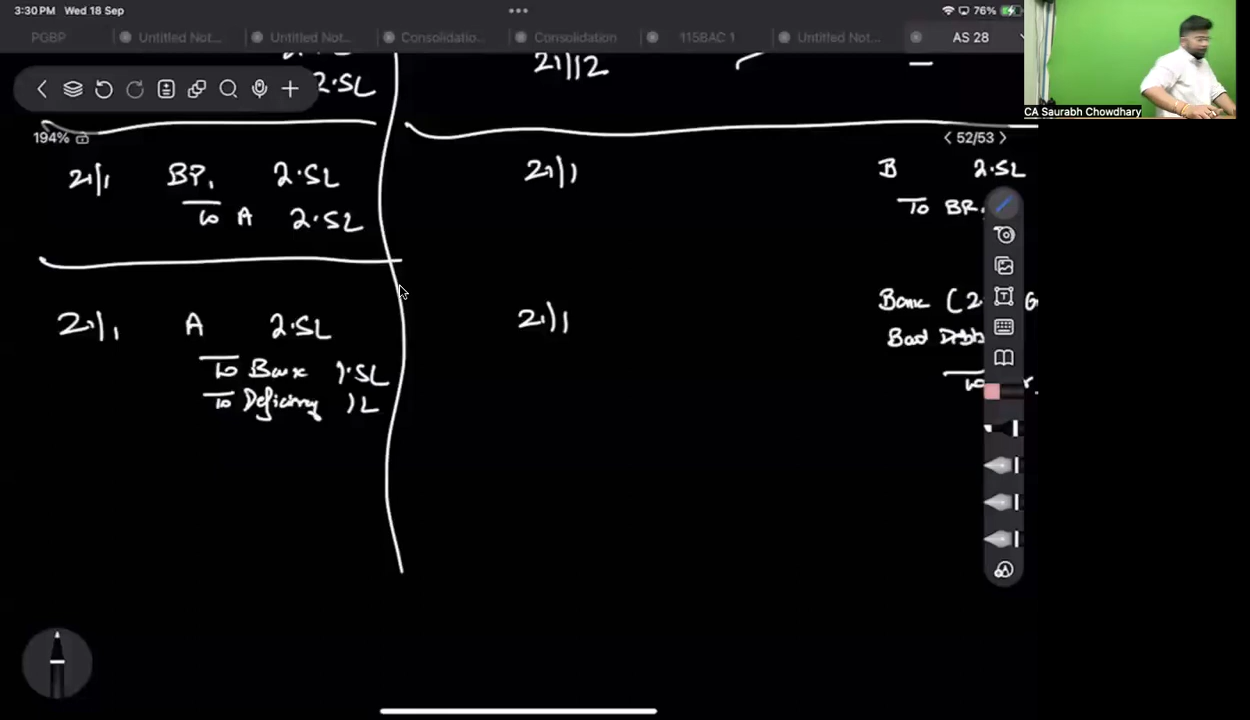 3:30 PM Wed 18 Sep
76%
PGBP
Untitled Not...
Untitled Not...
Consolidatio...
Consolidation
115BAC 1
Untitled Not...
AS 28
2.5L
21/12
194%
52/53
CA Saurabh Chowdhary
21/1 BP, 2.5L
To A 2.5L
21/1
B 2.5L
To BR.
21/1 A 2.5L
To Bank 1.5L
To Deficiency 1L
21/1
Bank (2.
Bad Debts
To